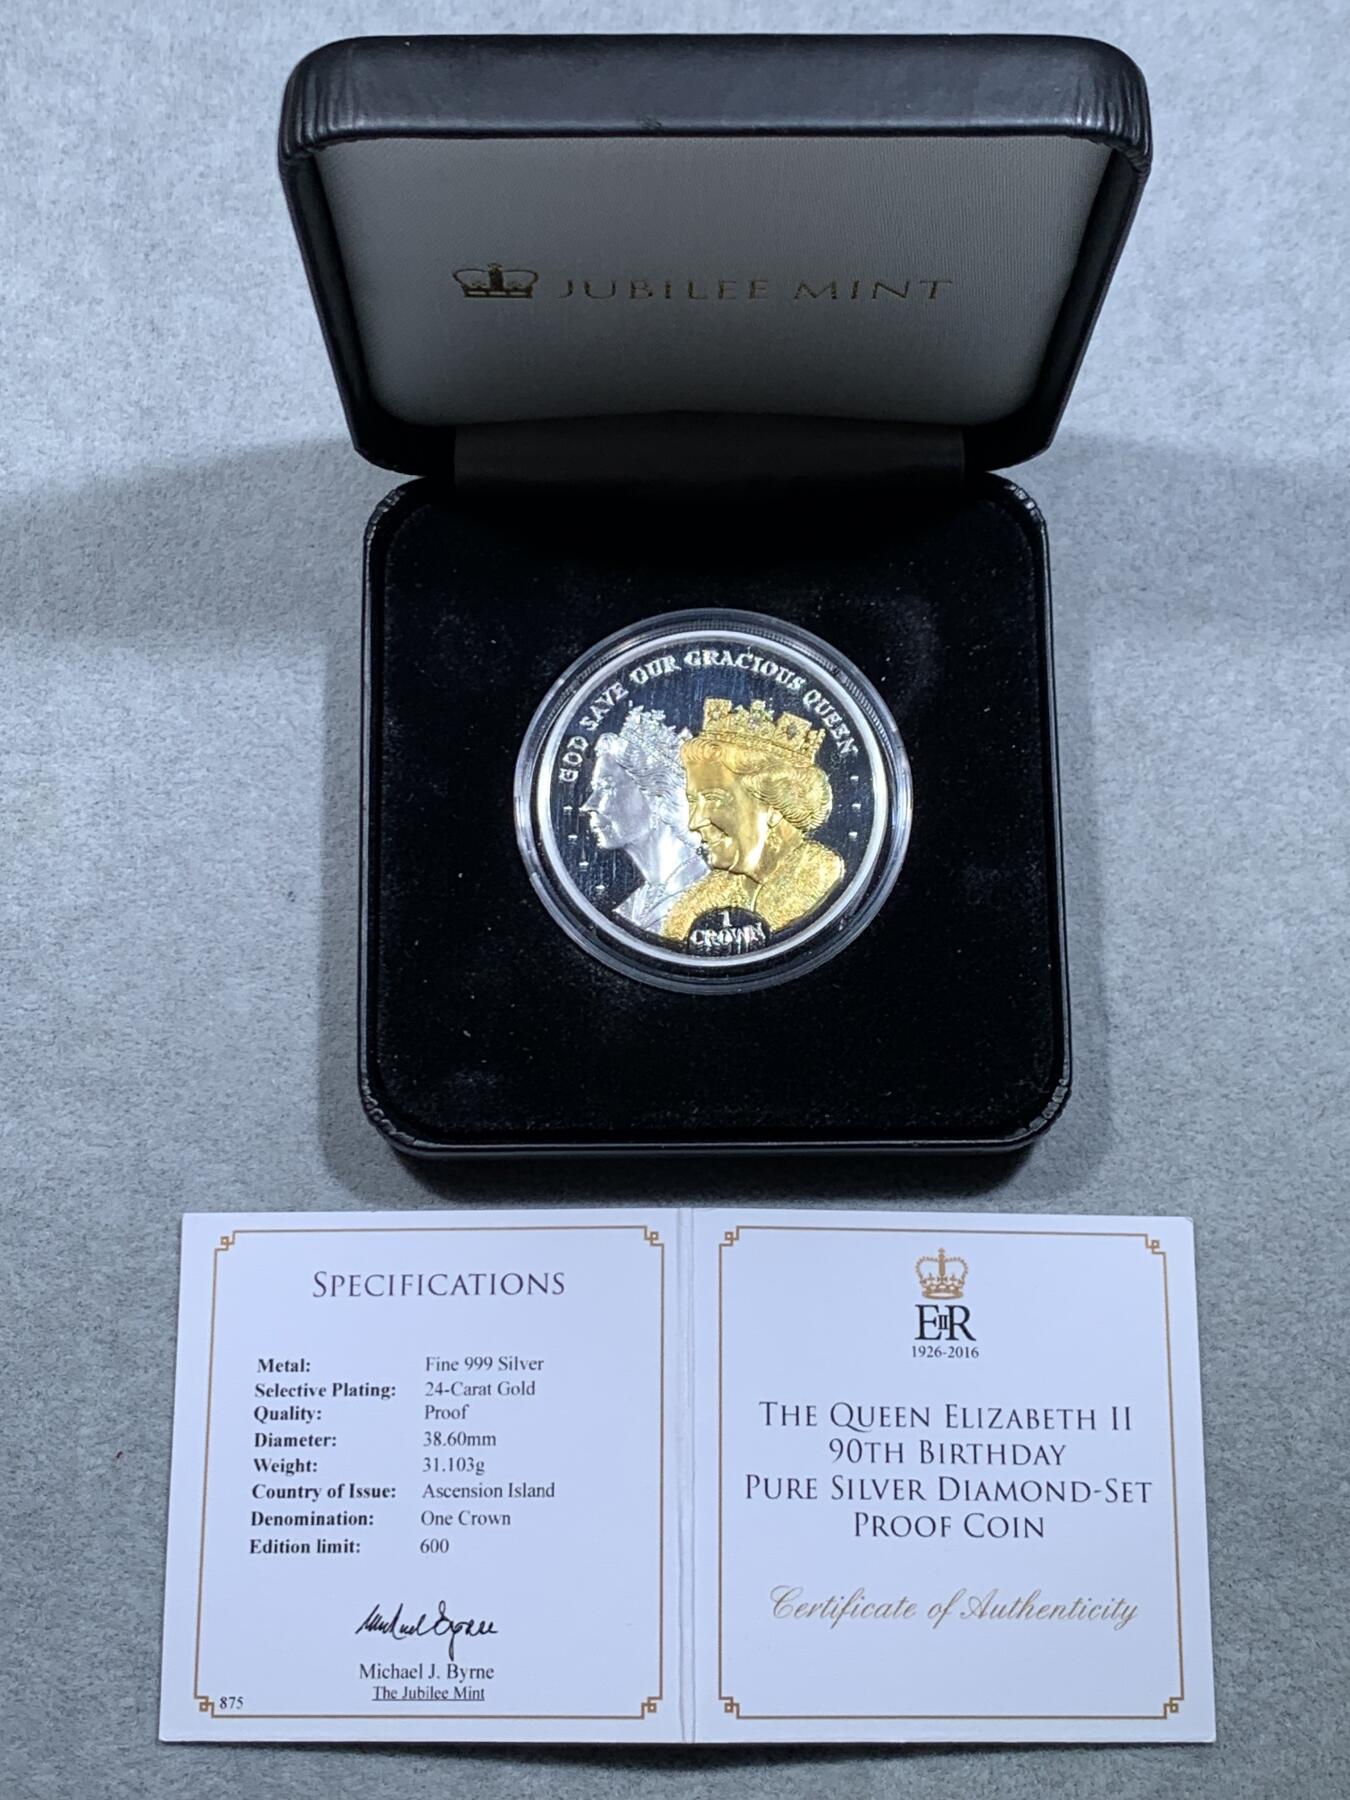 JUBILEE MINT
GOD SAVE OUR GRACIOUS QUEEN
1
CROWN
SPECIFICATIONS
Metal: Fine 999 Silver
Selective Plating: 24-Carat Gold
Quality: Proof
Diameter: 38.60mm
Weight: 31.103g
Country of Issue: Ascension Island
Denomination: One Crown
Edition limit: 600
Michael J. Byrne
Michael J. Byrne
The Jubilee Mint
875
EIIR
1926-2016
THE QUEEN ELIZABETH II
90TH BIRTHDAY
PURE SILVER DIAMOND-SET
PROOF COIN
Certificate of Authenticity